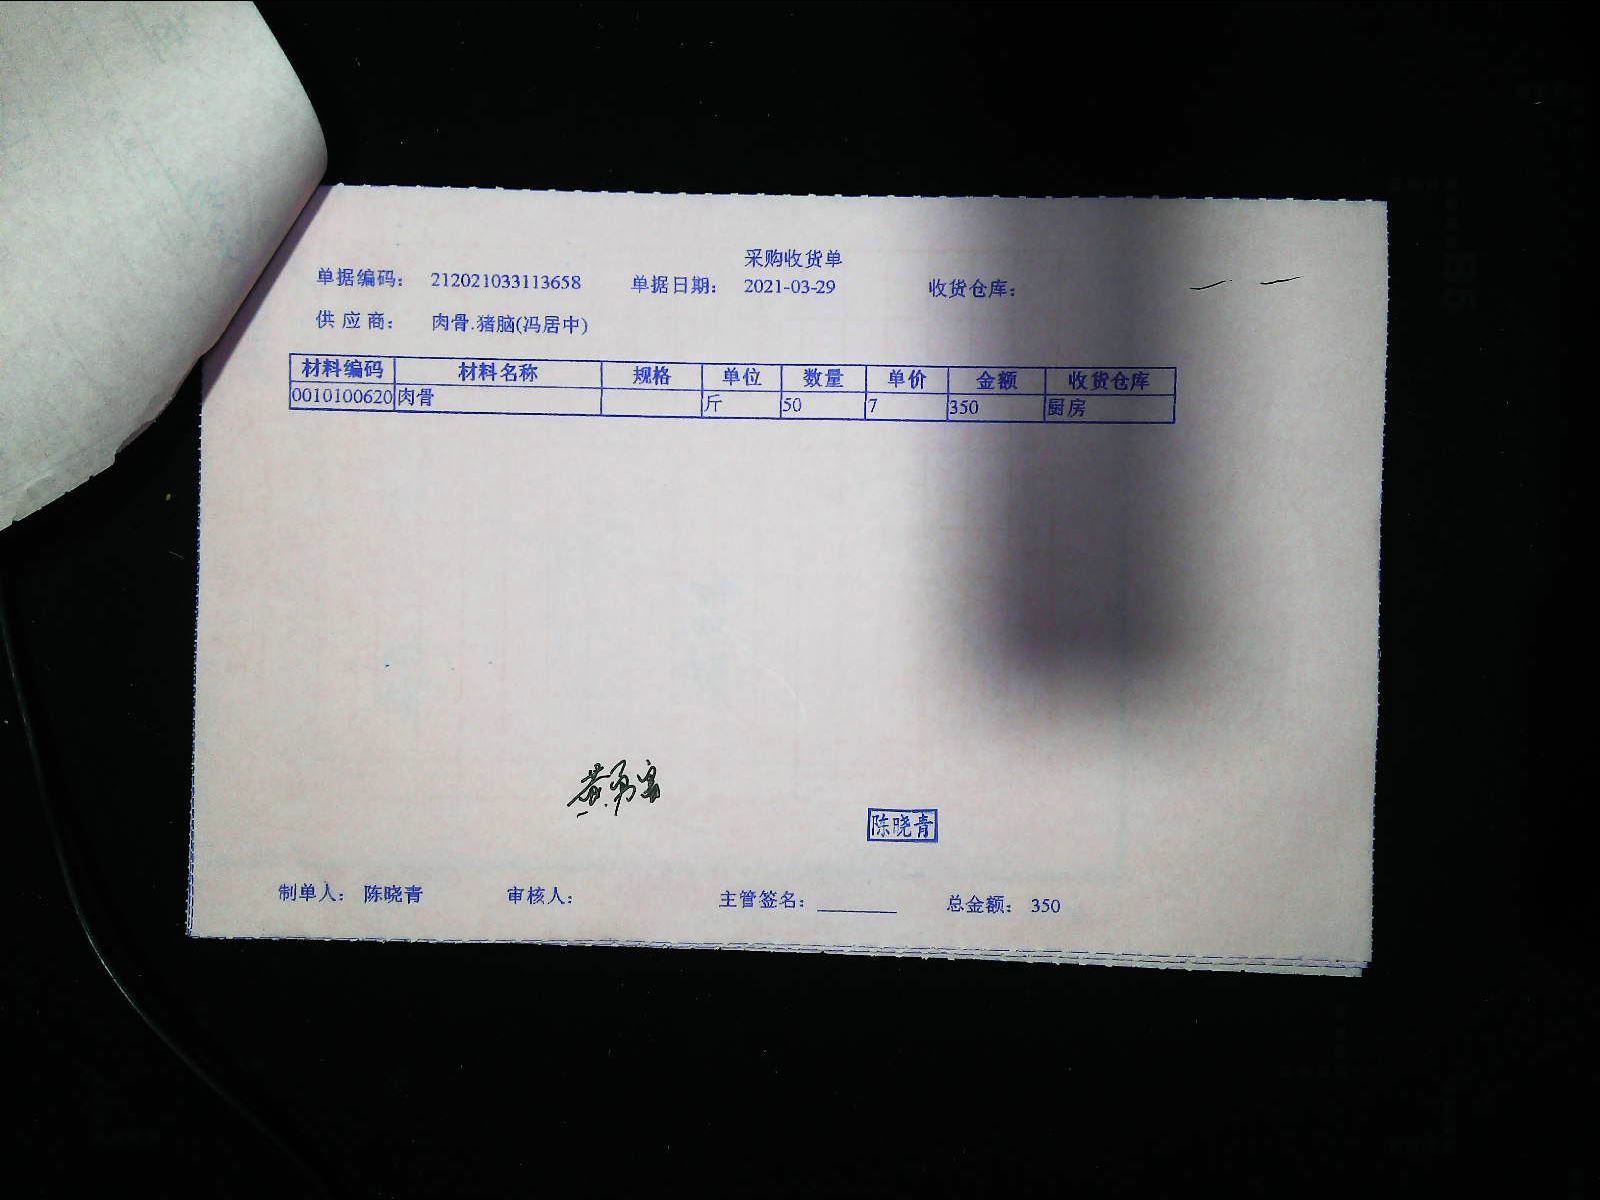 采购收货单
单据编码： 212021033113658 单据日期： 2021-03-29 收货仓库：
供应商： 肉骨.猪脑(冯居中)
材料编码 材料名称 规格 单位 数量 单价 金额 收货仓库
0010100620 肉骨 斤 50 7 350 厨房
陈晓青
制单人： 陈晓青 审核人： 主管签名： 总金额： 350